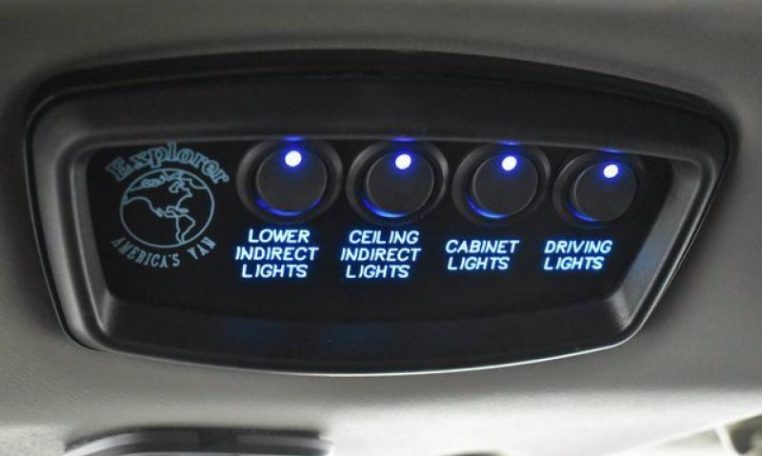 Explorer
AMERICA'S VAN
LOWER
INDIRECT
LIGHTS
CEILING
INDIRECT
LIGHTS
CABINET
LIGHTS
DRIVING
LIGHTS